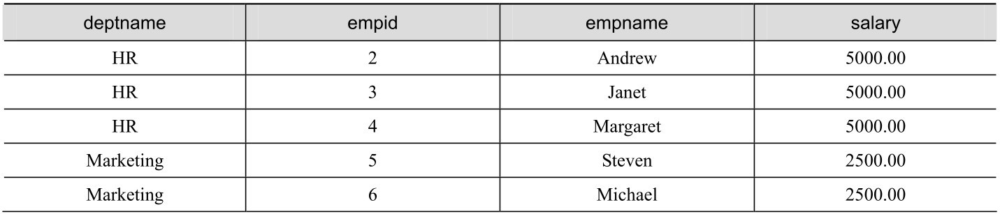 deptname empid empname salary
HR 2 Andrew 5000.00
HR 3 Janet 5000.00
HR 4 Margaret 5000.00
Marketing 5 Steven 2500.00
Marketing 6 Michael 2500.00